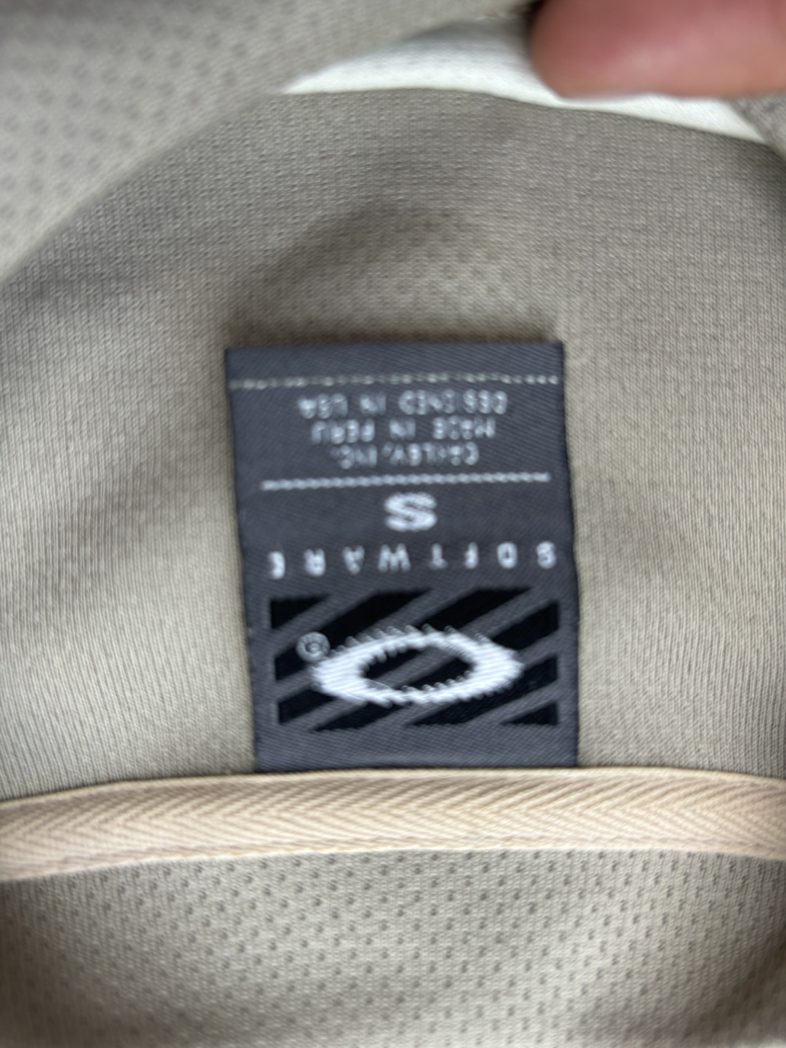 ®
SOFTWARE
S
OAKLEY, INC.
MADE IN PERU
DESIGNED IN USA